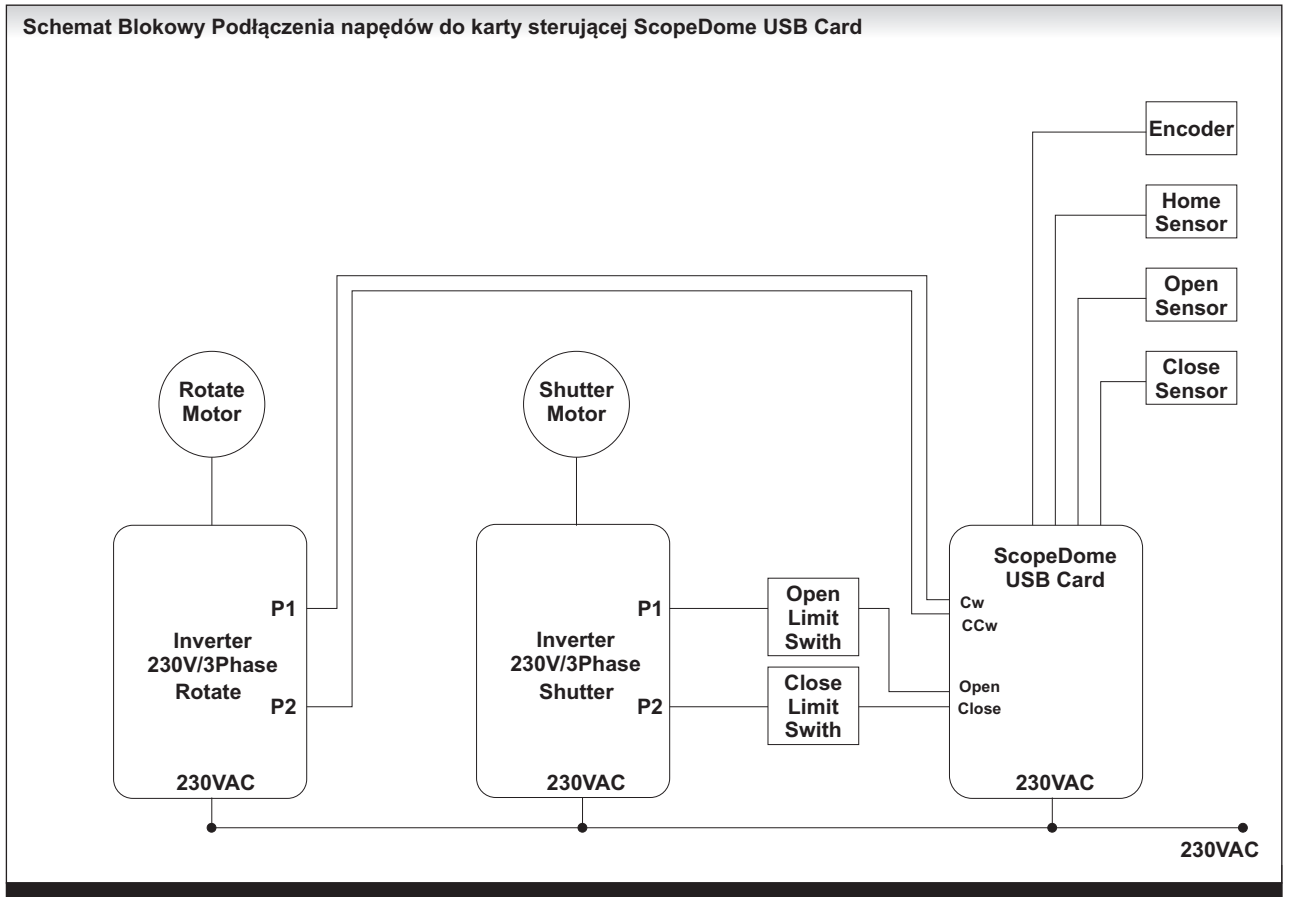 Schemat Blokowy Podłączenia napędów do karty sterującej ScopeDome USB Card
Encoder
Home
Sensor
Open
Sensor
Close
Sensor
Rotate
Motor
Shutter
Motor
P1
Inverter
230V/3Phase
Rotate
P2
230VAC
P1
Inverter
230V/3Phase
Shutter
P2
230VAC
Open
Limit
Swith
Close
Limit
Swith
ScopeDome
USB Card
Cw
CCw
Open
Close
230VAC
230VAC